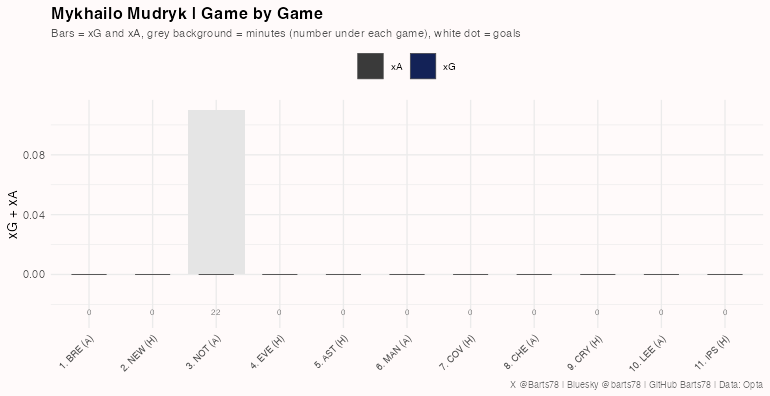 Mykhailo Mudryk | Game by Game
Bars = xG and xA, grey background = minutes (number under each game), white dot = goals
xA xG
xG + xA
0.08
0.04
0.00
0 0 22 0 0 0 0 0 0 0 0
1. BRE (A) 2. NEW (H) 3. NOT (A) 4. EVE (H) 5. AST (H) 6. MAN (A) 7. COV (H) 8. CHE (A) 9. CRY (H) 10. LEE (A) 11. IPS (H)
X @Barts78 | Bluesky @barts78 | GitHub Barts78 | Data: Opta